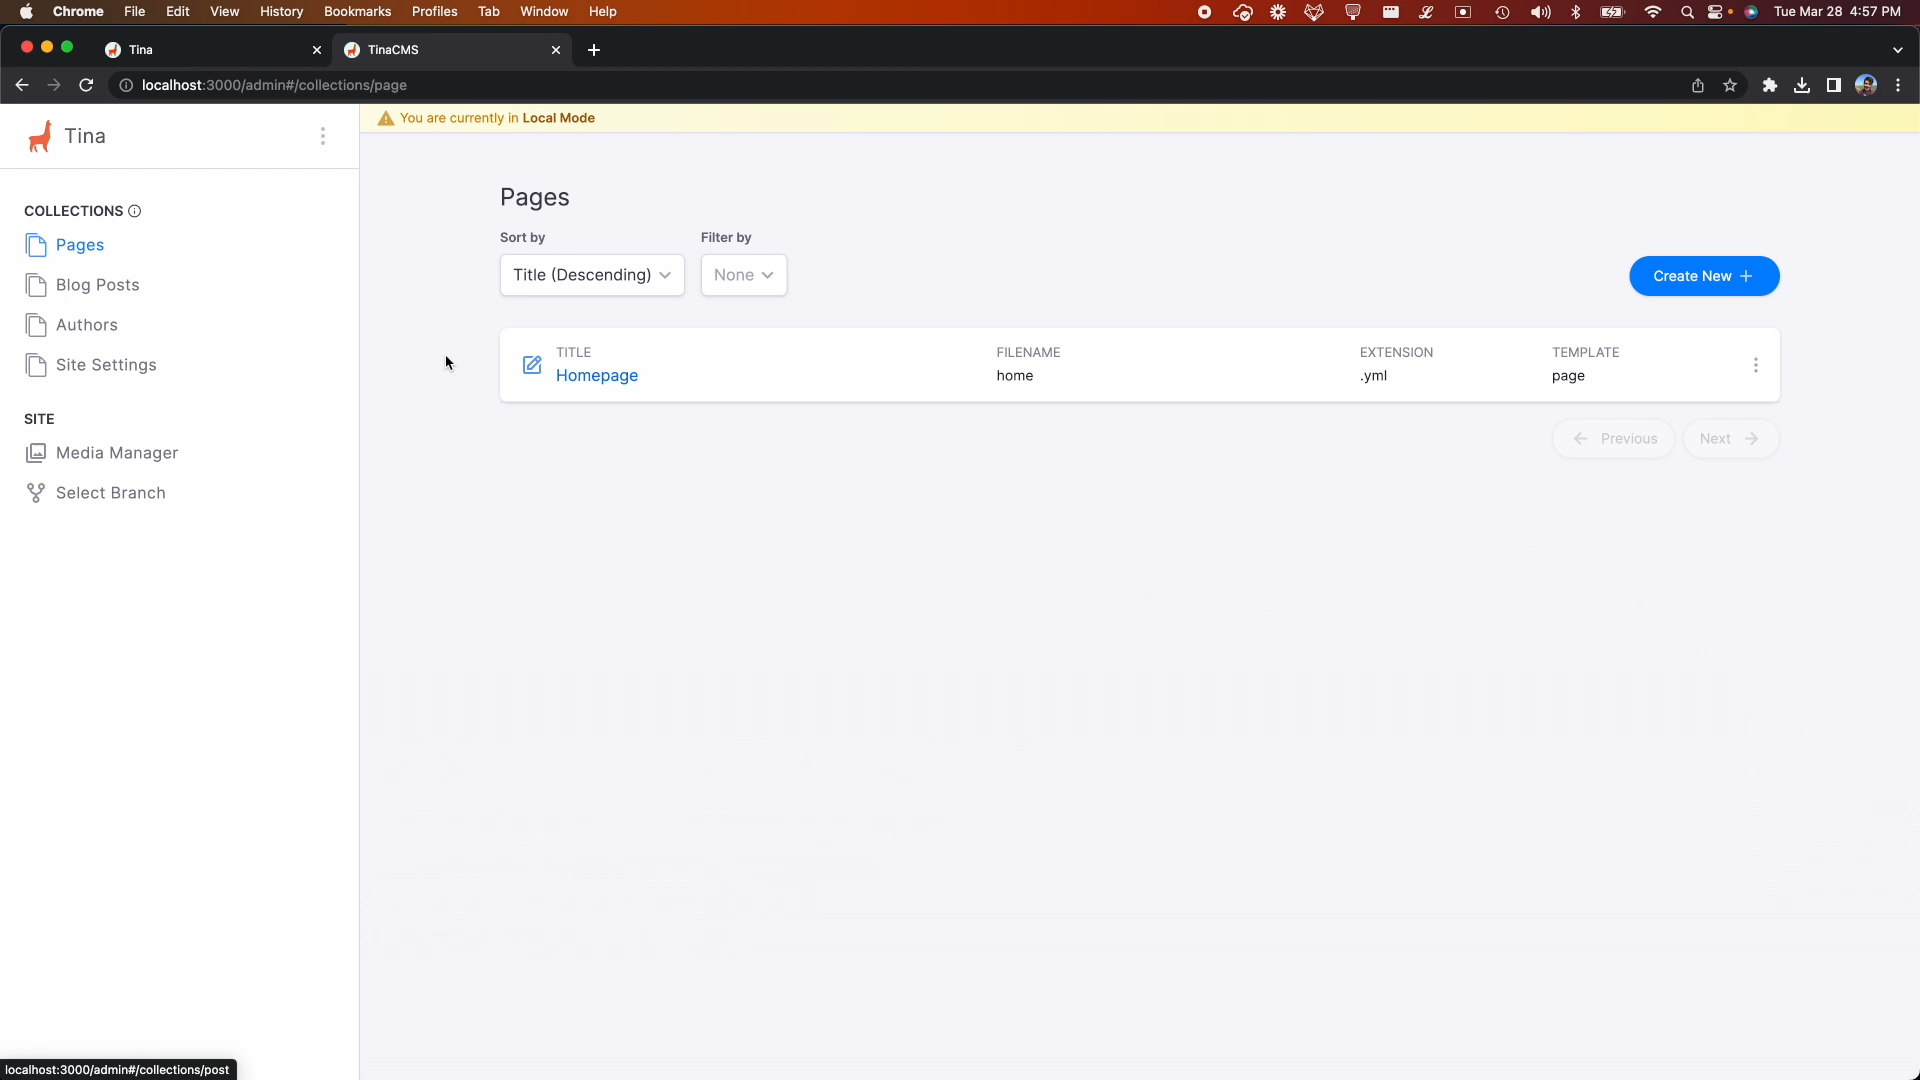 Chrome File Edit View History Bookmarks Profiles Tab Window Help Tue Mar 28 4:57 PM
Tina TinaCMS
localhost:3000/admin#/collections/page
Tina
You are currently in Local Mode
COLLECTIONS
Pages
Blog Posts
Authors
Site Settings
SITE
Media Manager
Select Branch
Pages
Sort by Filter by
Title (Descending) None Create New
TITLE FILENAME EXTENSION TEMPLATE
Homepage home .yml page
Previous Next
localhost:3000/admin#/collections/post